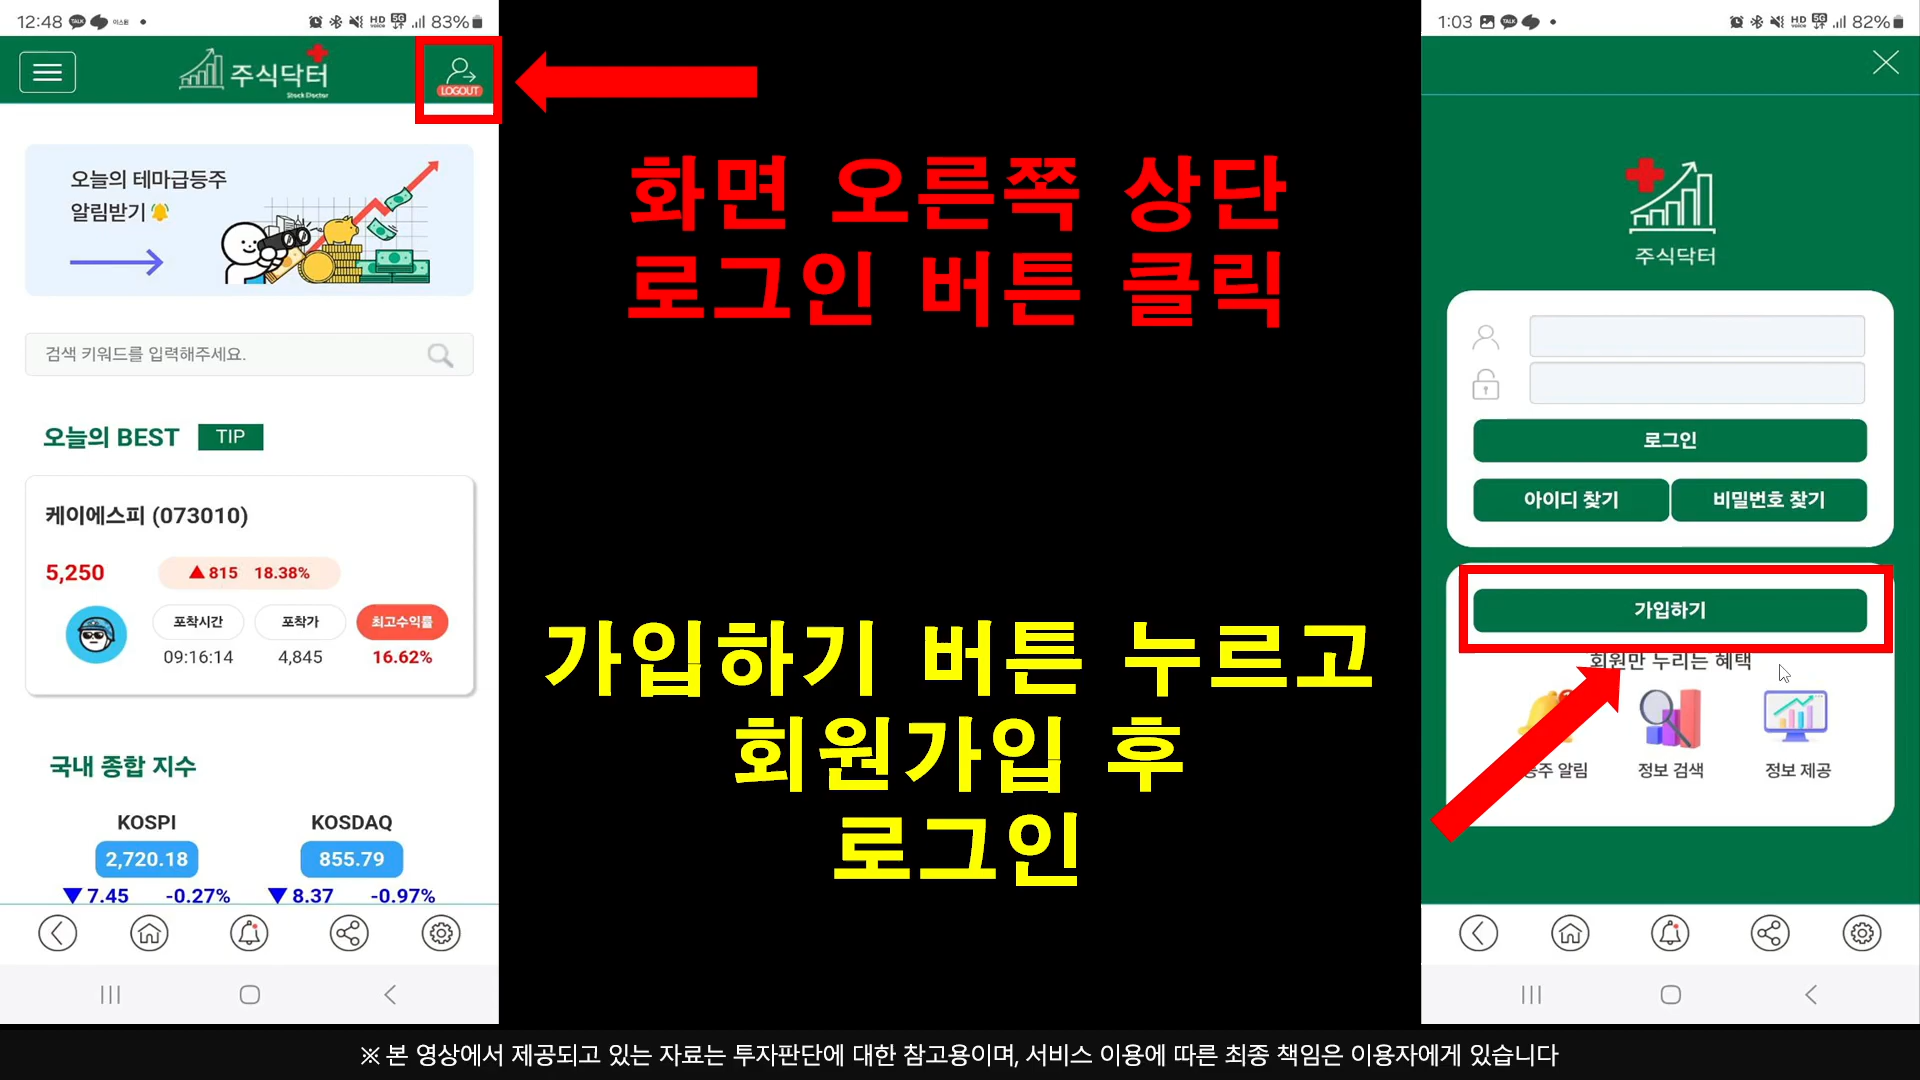 12:48
HD
5G
83%
주식닥터
Stock Doctor
LOGOUT
오늘의 테마급등주
알림받기
검색 키워드를 입력해주세요.
오늘의 BEST TIP
케이에스피 (073010)
5,250 ▲815 18.38%
포착시간 포착가 최고수익률
09:16:14 4,845 16.62%
국내 종합 지수
KOSPI KOSDAQ
2,720.18 855.79
▼7.45 -0.27% ▼8.37 -0.97%
화면 오른쪽 상단
로그인 버튼 클릭
가입하기 버튼 누르고
회원가입 후
로그인
1:03
HD
5G
82%
주식닥터
로그인
아이디 찾기 비밀번호 찾기
가입하기
회원만 누리는 혜택
주 알림 정보 검색 정보 제공
※ 본 영상에서 제공되고 있는 자료는 투자판단에 대한 참고용이며, 서비스 이용에 따른 최종 책임은 이용자에게 있습니다